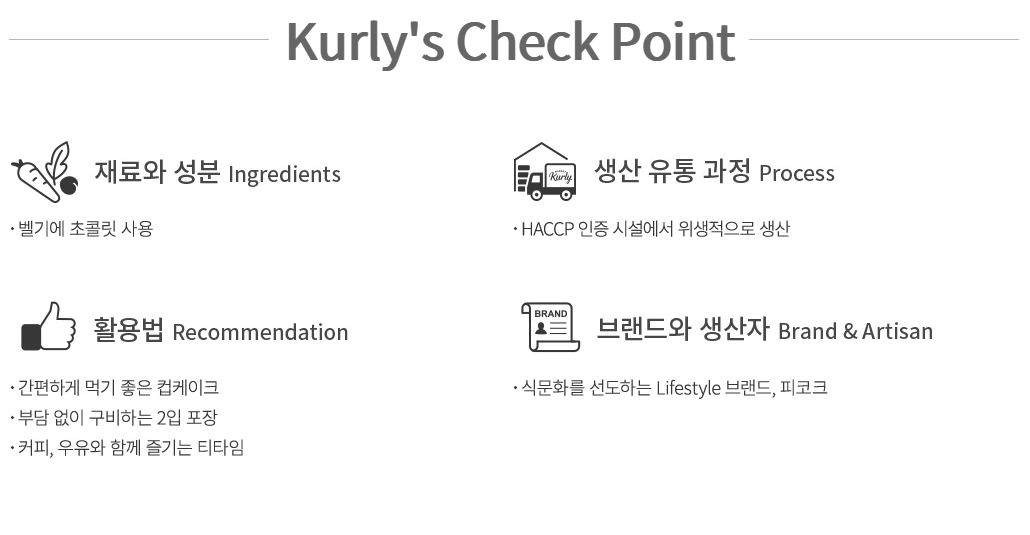 Kurly's Check Point
재료와 성분 Ingredients
· 벨기에 초콜릿 사용
Kurly
생산 유통 과정 Process
· HACCP 인증 시설에서 위생적으로 생산
활용법 Recommendation
· 간편하게 먹기 좋은 컵케이크
· 부담 없이 구비하는 2입 포장
· 커피, 우유와 함께 즐기는 티타임
BRAND
브랜드와 생산자 Brand & Artisan
· 식문화를 선도하는 Lifestyle 브랜드, 피코크